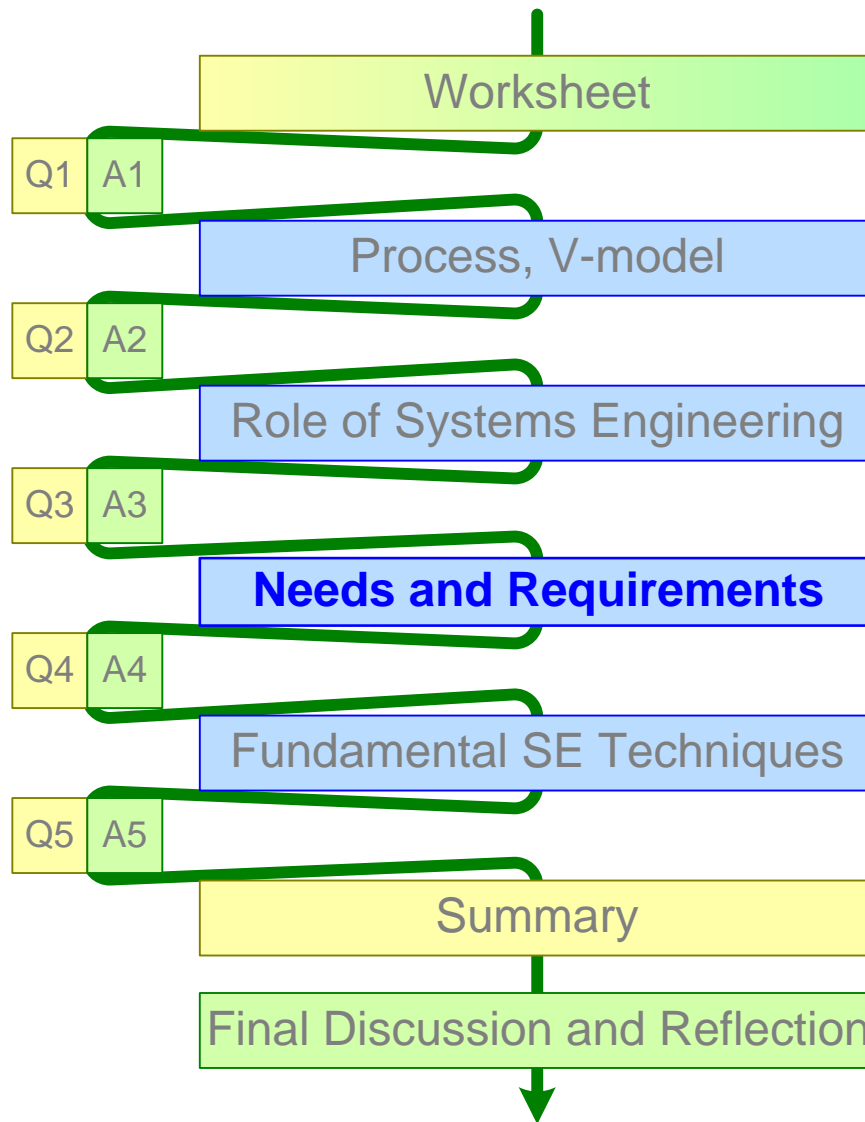 Worksheet
Q1 A1
Process, V-model
Q2 A2
Role of Systems Engineering
Q3 A3
Needs and Requirements
Q4 A4
Fundamental SE Techniques
Q5 A5
Summary
Final Discussion and Reflection